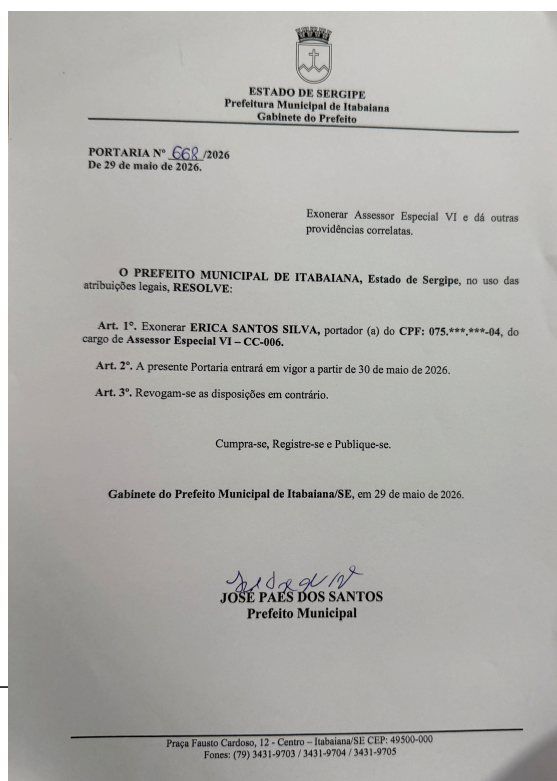 ESTADO DE SERGIPE
Prefeitura Municipal de Itabaiana
Gabinete do Prefeito
PORTARIA Nº 668/2026
De 29 de maio de 2026.
Exonerar Assessor Especial VI e dá outras
providências correlatas.
O PREFEITO MUNICIPAL DE ITABAIANA, Estado de Sergipe, no uso das
atribuições legais, RESOLVE:
Art. 1º. Exonerar ERICA SANTOS SILVA, portador (a) do CPF: 075.***.***-04, do
cargo de Assessor Especial VI – CC-006.
Art. 2º. A presente Portaria entrará em vigor a partir de 30 de maio de 2026.
Art. 3º. Revogam-se as disposições em contrário.
Cumpra-se, Registre-se e Publique-se.
Gabinete do Prefeito Municipal de Itabaiana/SE, em 29 de maio de 2026.
JOSÉ PAES DOS SANTOS
Prefeito Municipal
Praça Fausto Cardoso, 12 - Centro – Itabaiana/SE CEP: 49500-000
Fones: (79) 3431-9703 / 3431-9704 / 3431-9705